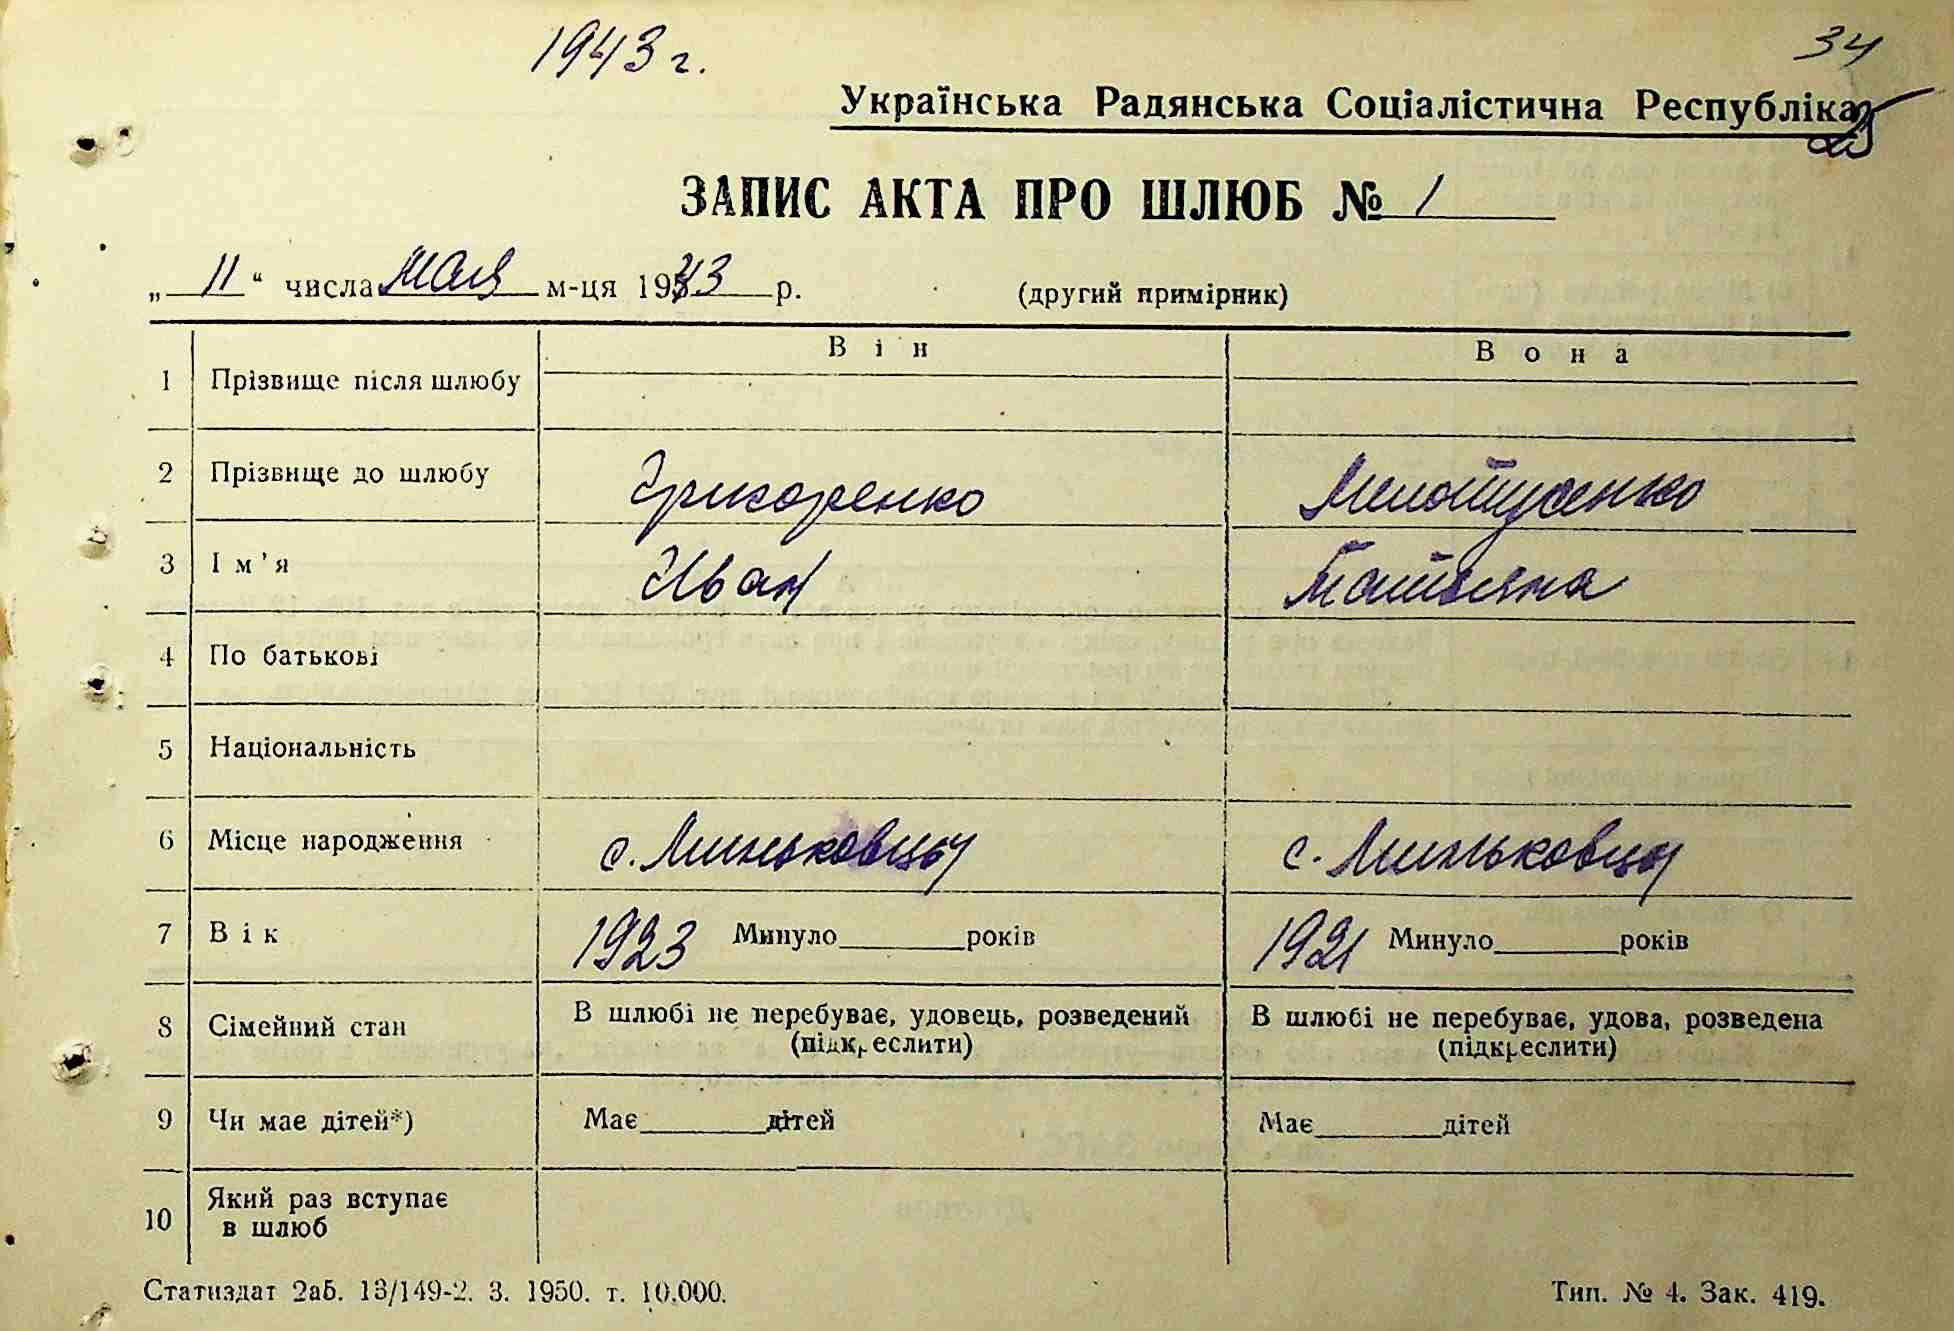 1943 г.
34
Українська Радянська Соціалістична Республіка
25
ЗАПИС АКТА ПРО ШЛЮБ № 1
„ 11 “ числа мая м-ця 1943 р. (другий примірник)
Він Вона
1 Прізвище після шлюбу
2 Прізвище до шлюбу Григоренко
3 Ім'я Иван Татьяна
4 По батькові
5 Національність
6 Місце народження с. Миньковцы с. Миньковцы
7 Вік 1923 Минуло років 1921 Минуло років
8 Сімейний стан В шлюбі не перебуває, удовець, розведений (підкреслити) В шлюбі не перебуває, удова, розведена (підкреслити)
9 Чи має дітей*) Має дітей Має дітей
10 Який раз вступає
в шлюб
Статиздат 2аб. 13/149-2. 3. 1950. т. 10.000. Тип. № 4. Зак. 419.